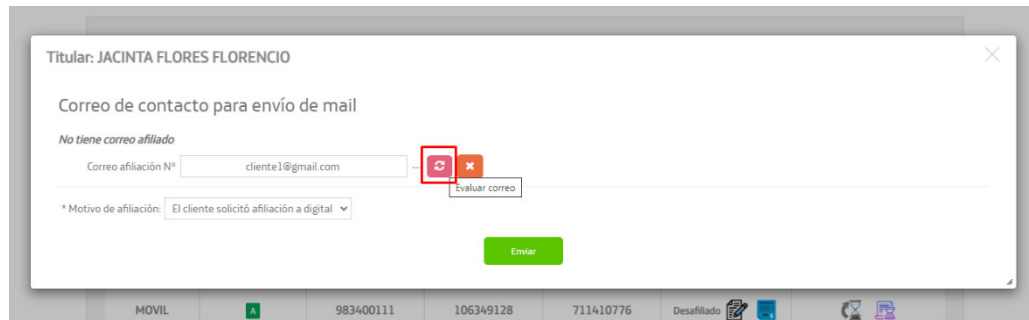 Titular: JACINTA FLORES FLORENCIO
Correo de contacto para envío de mail
No tiene correo afiliado
Correo afiliación Nº cliente1@gmail.com --
Evaluar correo
* Motivo de afiliación: El cliente solicitó afiliación a digital
Enviar
MOVIL A 983400111 106349128 711410776 Desafiliado